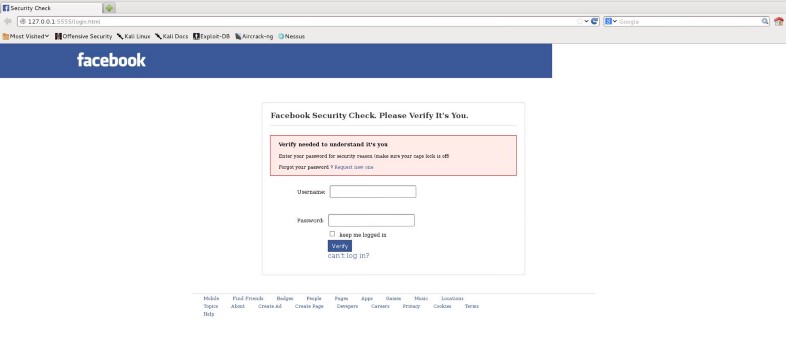 Security Check
127.0.0.1:5555/login.html
Google
Most Visited Offensive Security Kali Linux Kali Docs Exploit-DB Aircrack-ng Nessus
facebook
Facebook Security Check. Please Verify It's You.
Verify needed to understand it's you
Enter your password for security reason (make sure your caps lock is off)
Forgot your password ? Request new one
Username:
Password:
keep me logged in
Verify
can't log in?
Mobile Find Friends Badges People Pages Apps Games Music Locations
Topics About Create Ad Create Page Devepers Careers Privacy Cookies Terms
Help